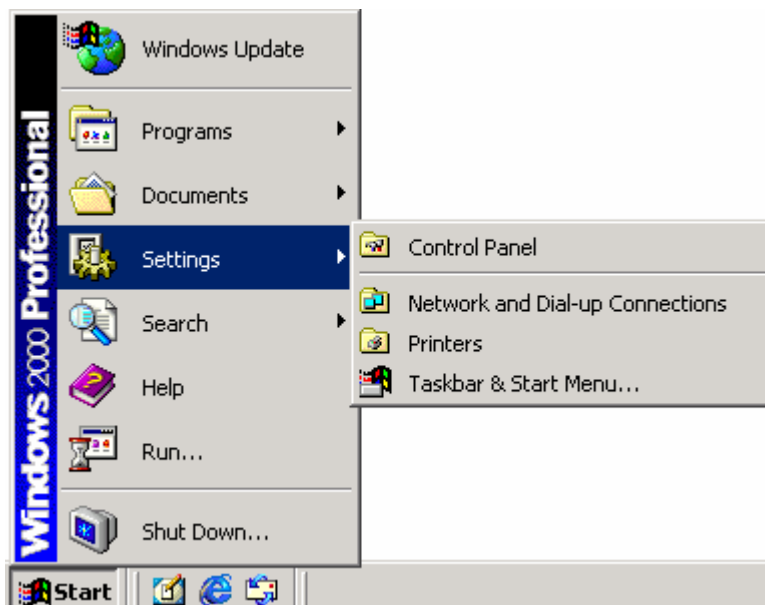 Windows 2000 Professional
Windows Update
Programs
Documents
Settings
Search
Help
Run...
Shut Down...
Control Panel
Network and Dial-up Connections
Printers
Taskbar & Start Menu...
Start